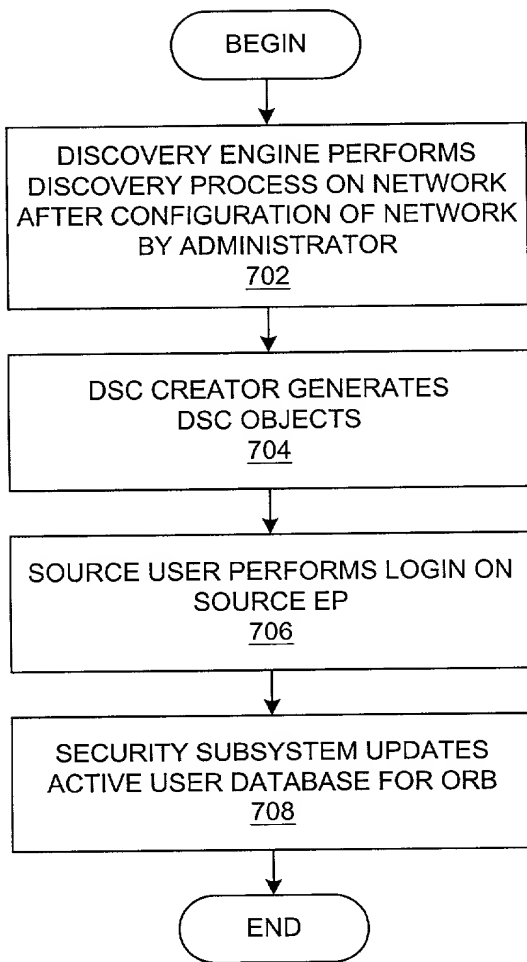 BEGIN
DISCOVERY ENGINE PERFORMS
DISCOVERY PROCESS ON NETWORK
AFTER CONFIGURATION OF NETWORK
BY ADMINISTRATOR
702
DSC CREATOR GENERATES
DSC OBJECTS
704
SOURCE USER PERFORMS LOGIN ON
SOURCE EP
706
SECURITY SUBSYSTEM UPDATES
ACTIVE USER DATABASE FOR ORB
708
END